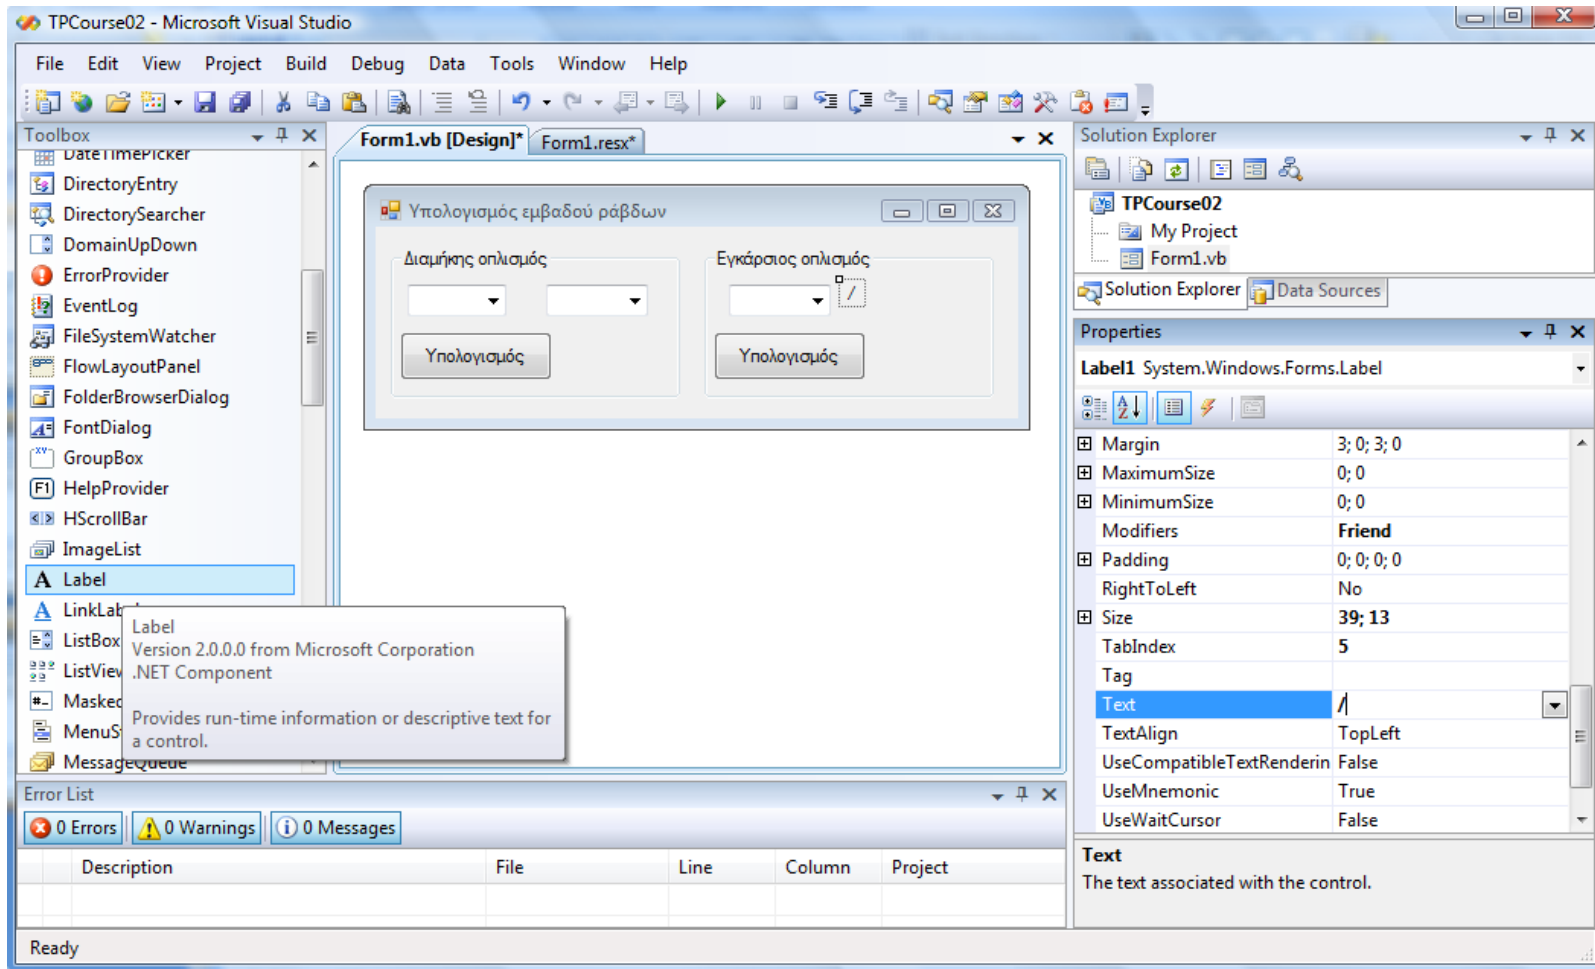 TPCourse02 - Microsoft Visual Studio
File Edit View Project Build Debug Data Tools Window Help
Toolbox
DateTimePicker
DirectoryEntry
DirectorySearcher
DomainUpDown
ErrorProvider
EventLog
FileSystemWatcher
FlowLayoutPanel
FolderBrowserDialog
FontDialog
GroupBox
HelpProvider
HScrollBar
ImageList
Label
LinkLab
ListBox
ListView
Masked
MenuS
MessageQueue
Label
Version 2.0.0.0 from Microsoft Corporation
.NET Component
Provides run-time information or descriptive text for
a control.
Form1.vb [Design]* Form1.resx*
Υπολογισμός εμβαδού ράβδων
Διαμήκης οπλισμός Εγκάρσιος οπλισμός
/
Υπολογισμός Υπολογισμός
Solution Explorer
TPCourse02
My Project
Form1.vb
Solution Explorer Data Sources
Properties
Label1 System.Windows.Forms.Label
Margin 3; 0; 3; 0
MaximumSize 0; 0
MinimumSize 0; 0
Modifiers Friend
Padding 0; 0; 0; 0
RightToLeft No
Size 39; 13
TabIndex 5
Tag
Text /
TextAlign TopLeft
UseCompatibleTextRenderin False
UseMnemonic True
UseWaitCursor False
Text
The text associated with the control.
Error List
0 Errors 0 Warnings 0 Messages
Description File Line Column Project
Ready